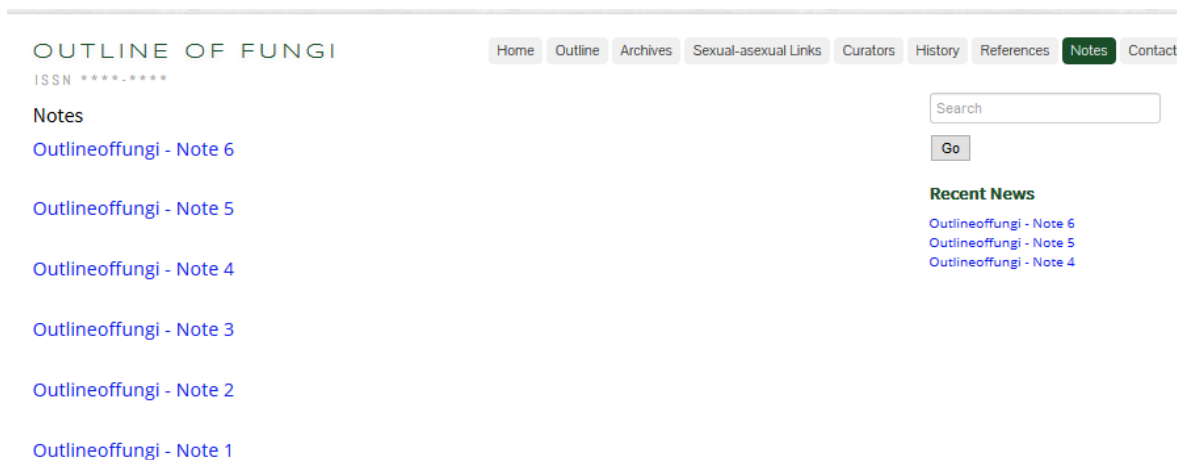 OUTLINE OF FUNGI
ISSN ****-****
Home Outline Archives Sexual-asexual Links Curators History References Notes Contact
Notes
Outlineoffungi - Note 6
Outlineoffungi - Note 5
Outlineoffungi - Note 4
Outlineoffungi - Note 3
Outlineoffungi - Note 2
Outlineoffungi - Note 1
Search
Go
Recent News
Outlineoffungi - Note 6
Outlineoffungi - Note 5
Outlineoffungi - Note 4